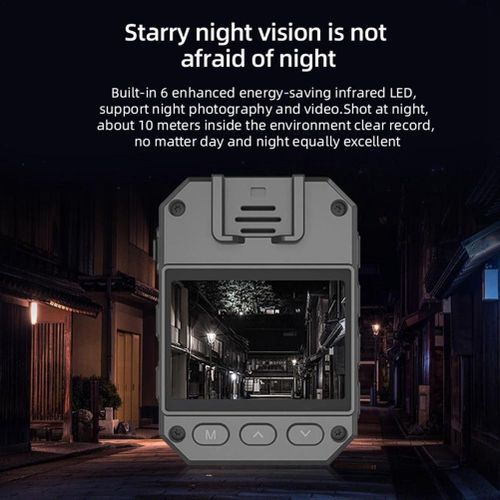 Starry night vision is not
afraid of night
Built-in 6 enhanced energy-saving infrared LED,
support night photography and video.Shot at night,
about 10 meters inside the environment clear record,
no matter day and night equally excellent
M